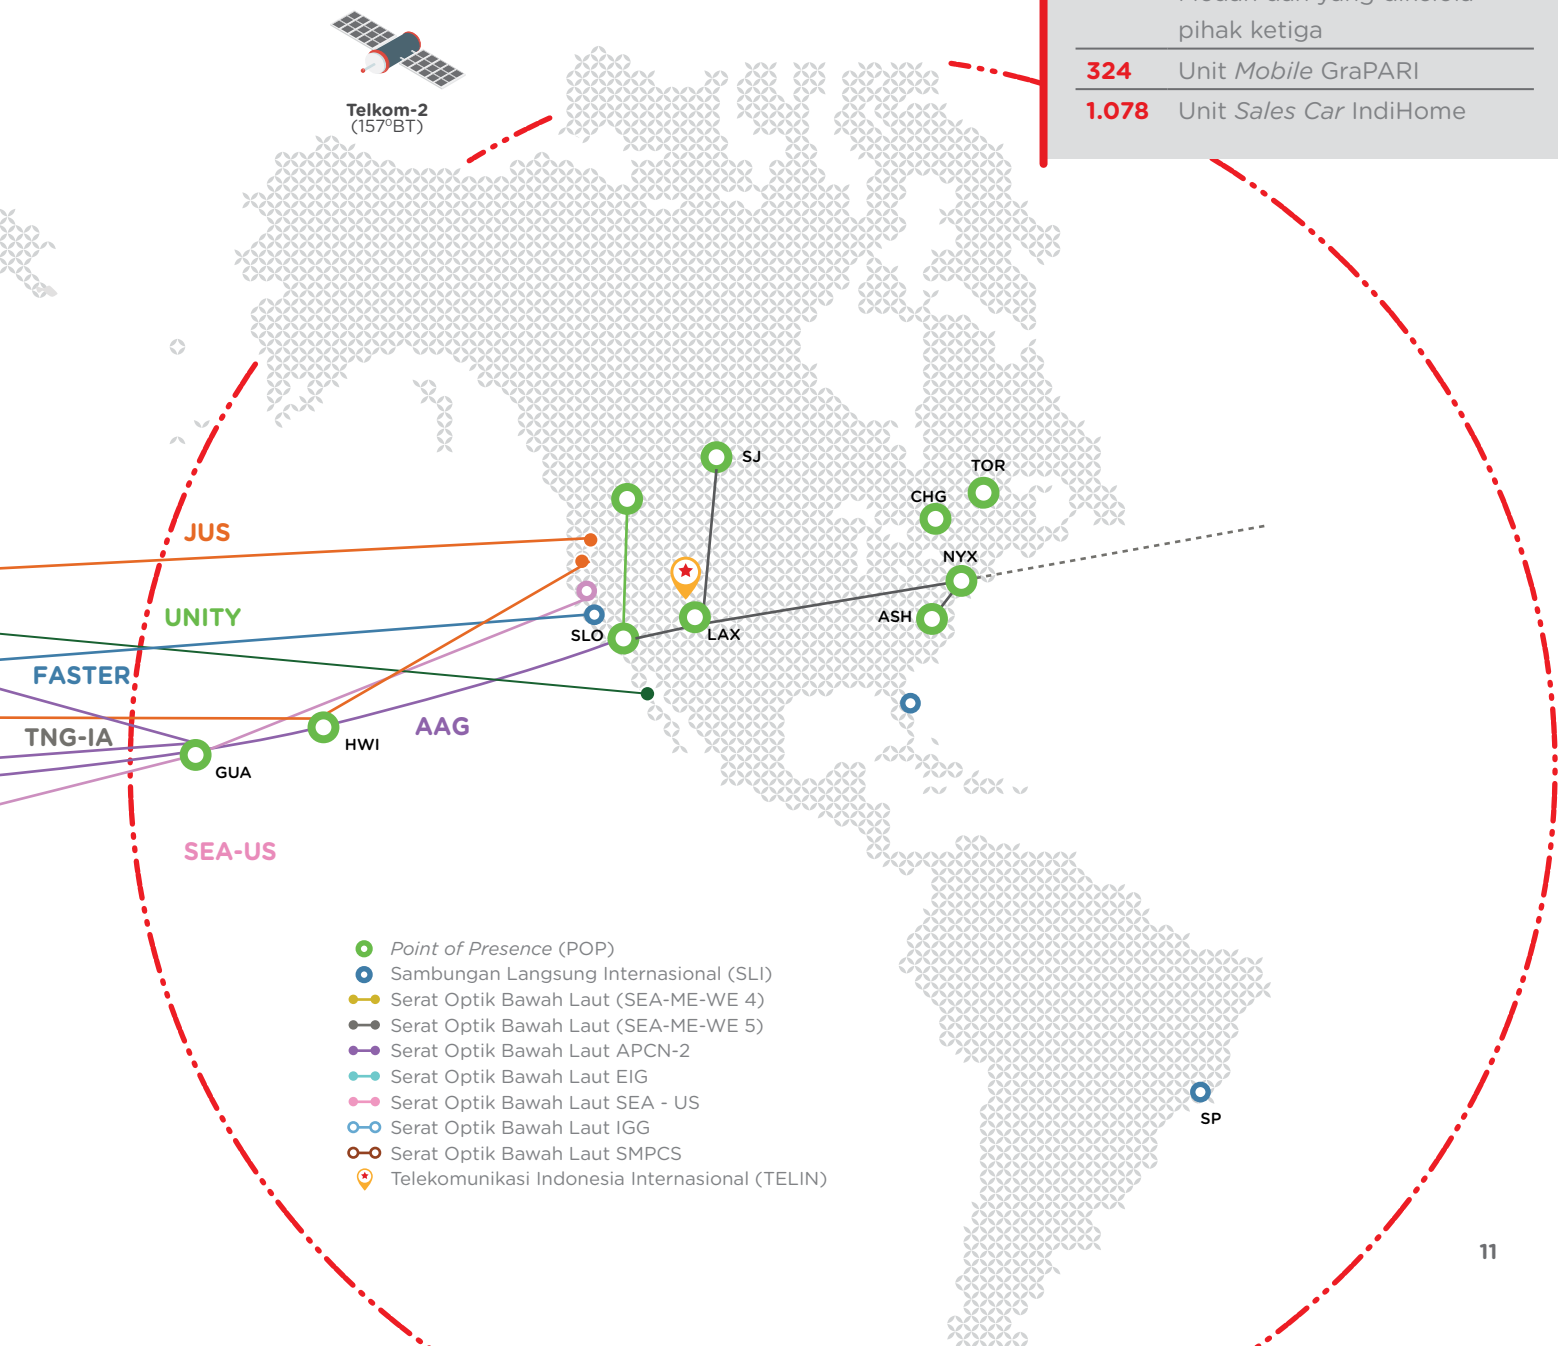 pihak ketiga
324 Unit Mobile GraPARI
1.078 Unit Sales Car IndiHome
Telkom-2
(157⁰BT)
SJ
TOR
CHG
JUS
NYX
UNITY
ASH
SLO
LAX
FASTER
AAG
TNG-IA
HWI
GUA
SEA-US
Point of Presence (POP)
Sambungan Langsung Internasional (SLI)
Serat Optik Bawah Laut (SEA-ME-WE 4)
Serat Optik Bawah Laut (SEA-ME-WE 5)
Serat Optik Bawah Laut APCN-2
Serat Optik Bawah Laut EIG
Serat Optik Bawah Laut SEA - US
Serat Optik Bawah Laut IGG
Serat Optik Bawah Laut SMPCS
Telekomunikasi Indonesia Internasional (TELIN)
SP
11